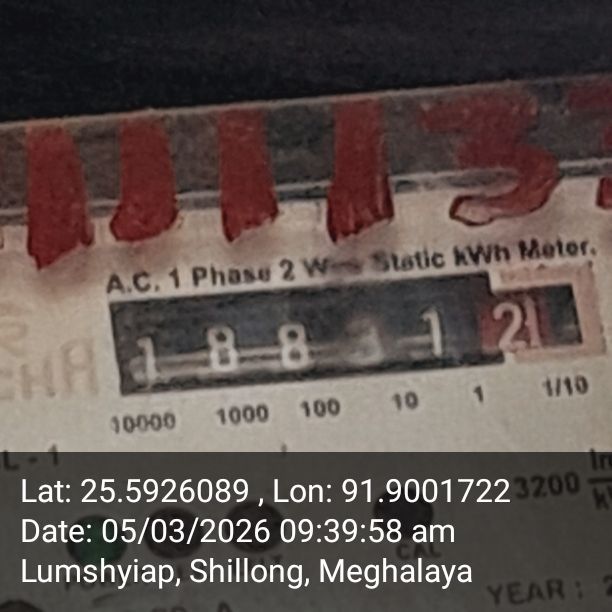 A.C. 1 Phase 2 W Static kWh Meter.
1 8 8 3 1 2
10000 1000 100 10 1 1/10
L - 1
3200
CAL
YEAR :
Lat: 25.5926089 , Lon: 91.9001722
Date: 05/03/2026 09:39:58 am
Lumshyiap, Shillong, Meghalaya